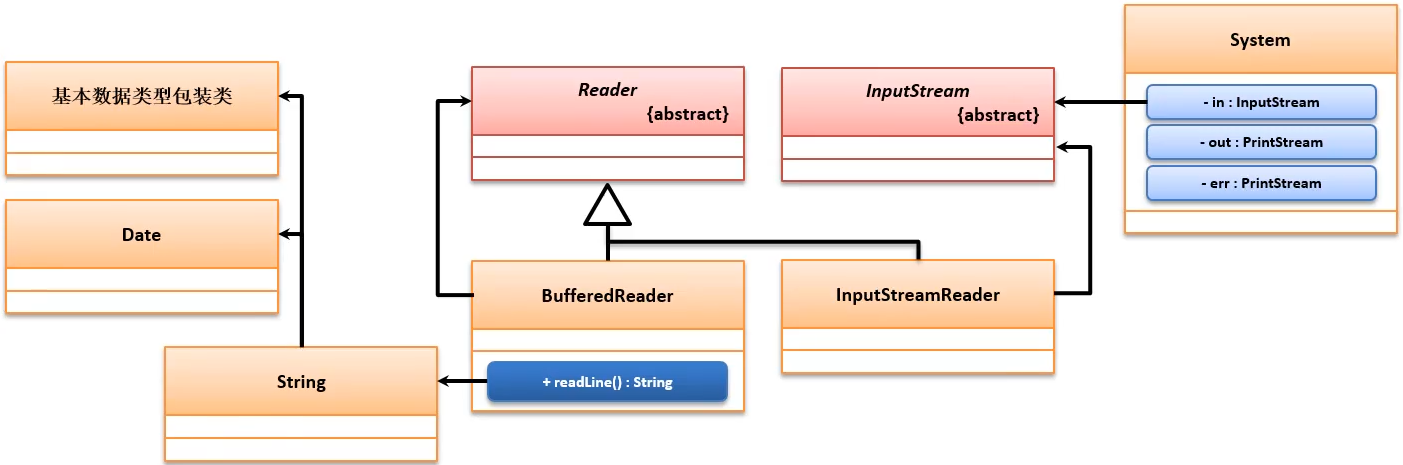 基本数据类型包装类
Date
String
Reader
{abstract}
BufferedReader
+ readLine() : String
InputStream
{abstract}
InputStreamReader
System
- in : InputStream
- out : PrintStream
- err : PrintStream